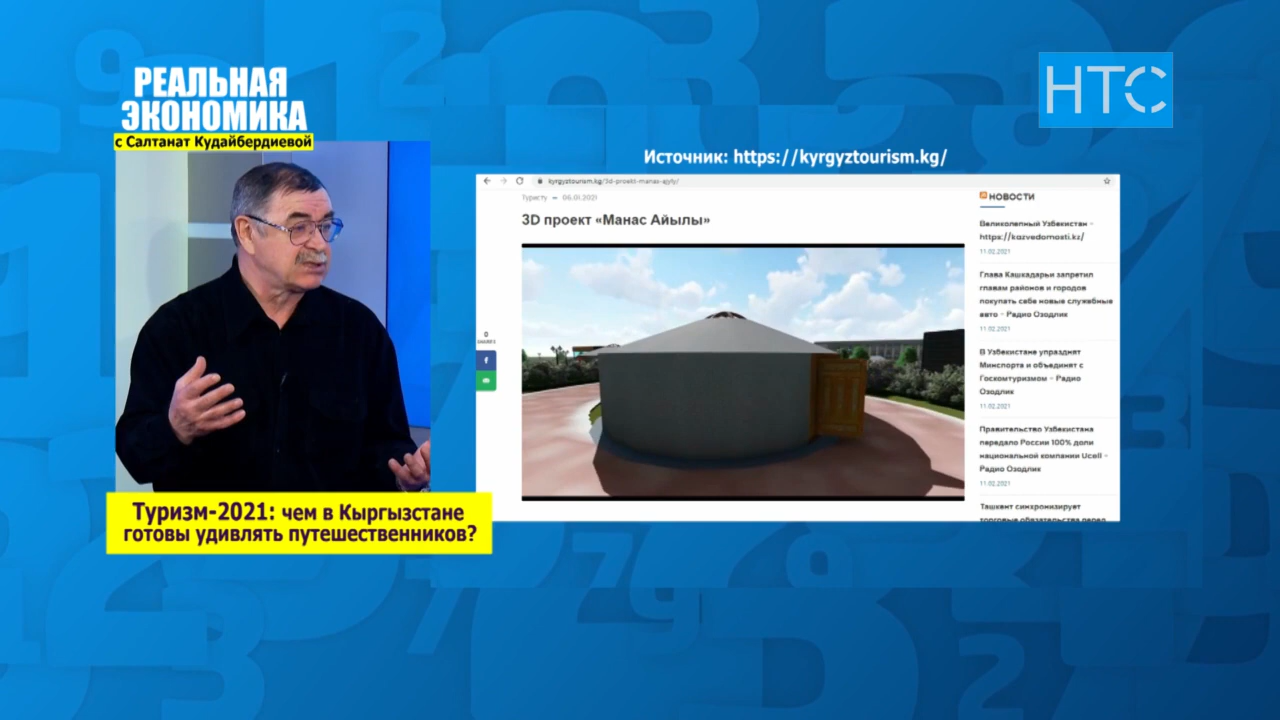 РЕАЛЬНАЯ
ЭКОНОМИКА
с Салтанат Кудайбердиевой
НТС
Источник: https://kyrgyztourism.kg/
kyrgyztourism.kg/3d-proekt-manas-ajyly/
Туристу — 06.01.2021
3D проект «Манас Айылы»
0
SHARES
НОВОСТИ
Великолепный Узбекистан -
https://kazvedomosti.kz/
11.02.2021
Глава Кашкадарьи запретил
главам районов и городов
покупать себе новые служебные
авто - Радио Озодлик
11.02.2021
В Узбекистане упразднят
Минспорта и объединят с
Госкомтуризмом - Радио
Озодлик
11.02.2021
Правительство Узбекистана
передало России 100% доли
национальной компании Ucell -
Радио Озодлик
11.02.2021
Ташкент синхронизирует
торговые обязательства перед
Туризм-2021: чем в Кыргызстане
готовы удивлять путешественников?